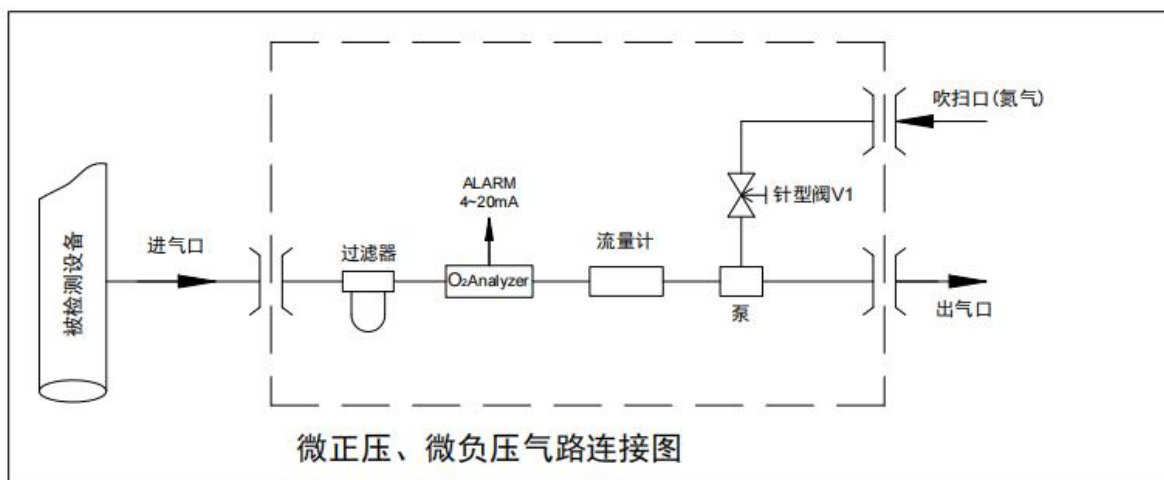 吹扫口(氮气)
ALARM
4~20mA
针型阀V1
进气口
过滤器
流量计
O₂Analyzer
被检测设备
泵
出气口
微正压、微负压气路连接图